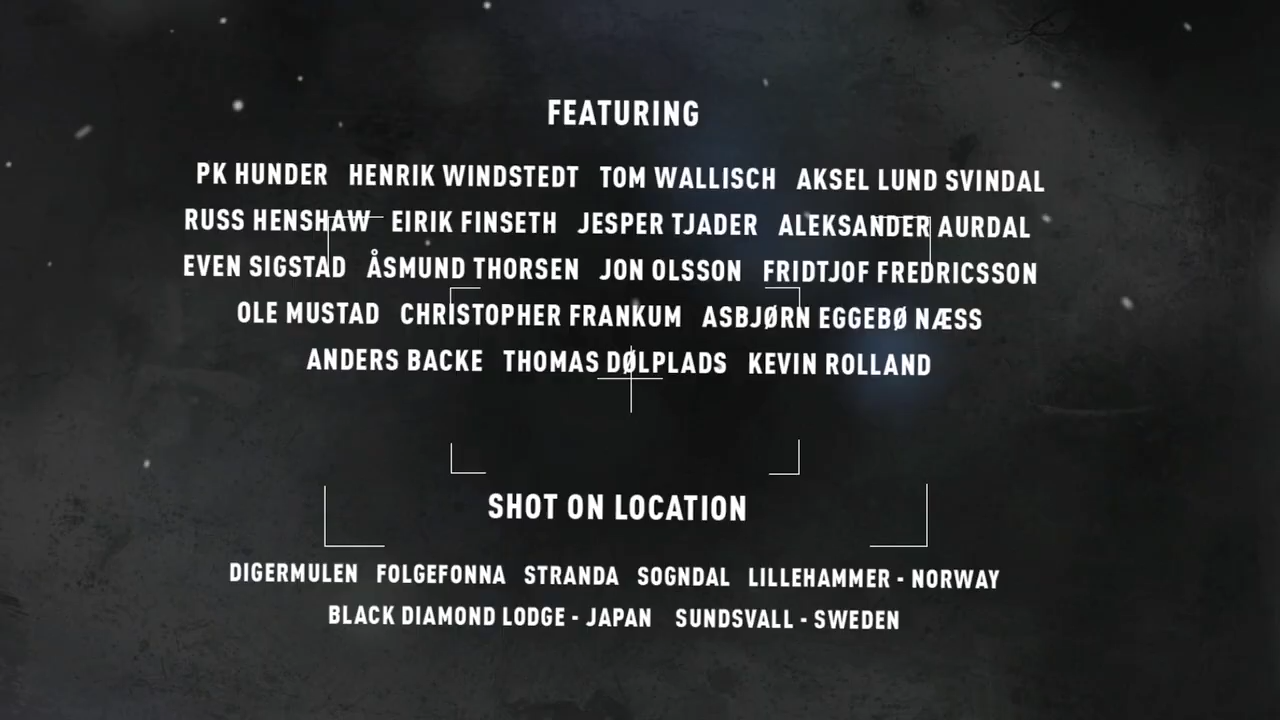 FEATURING
PK HUNDER HENRIK WINDSTEDT TOM WALLISCH AKSEL LUND SVINDAL
RUSS HENSHAW EIRIK FINSETH JESPER TJADER ALEKSANDER AURDAL
EVEN SIGSTAD ÅSMUND THORSEN JON OLSSON FRIDTJOF FREDRICSSON
OLE MUSTAD CHRISTOPHER FRANKUM ASBJØRN EGGEBØ NÆSS
ANDERS BACKE THOMAS DØLPLADS KEVIN ROLLAND
SHOT ON LOCATION
DIGERMULEN FOLGEFONNA STRANDA SOGNDAL LILLEHAMMER - NORWAY
BLACK DIAMOND LODGE - JAPAN SUNDSVALL - SWEDEN